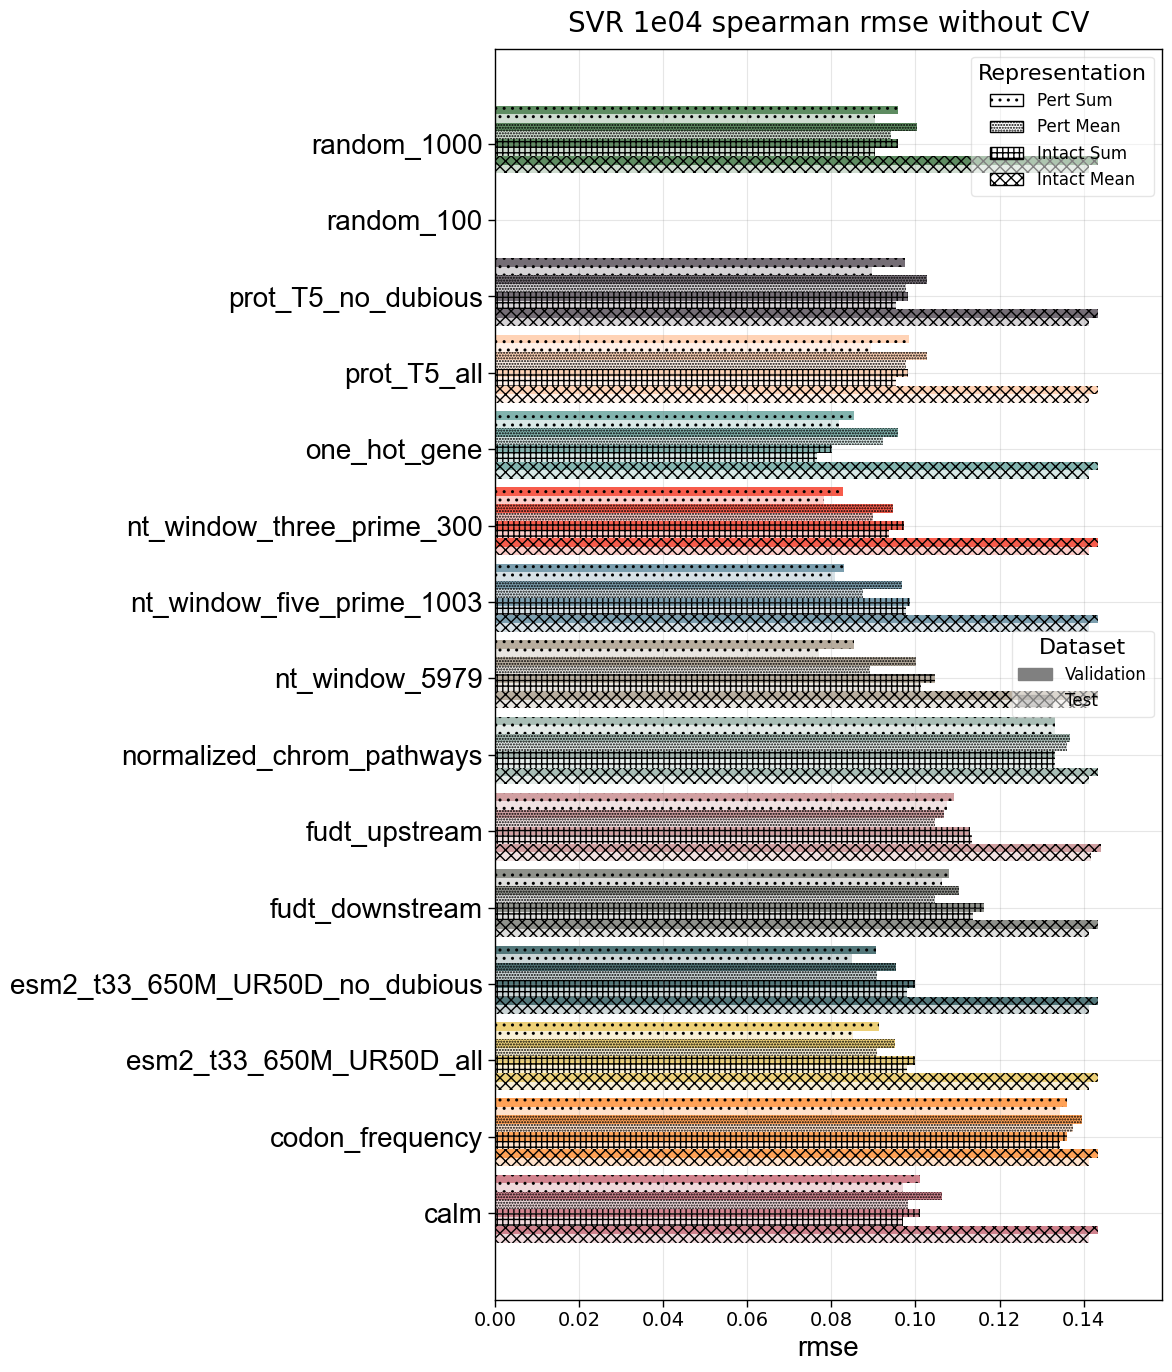 SVR 1e04 spearman rmse without CV
Representation
Pert Sum
Pert Mean
Intact Sum
Intact Mean
random_1000
random_100
prot_T5_no_dubious
prot_T5_all
one_hot_gene
nt_window_three_prime_300
nt_window_five_prime_1003
nt_window_5979
Dataset
Validation
Test
normalized_chrom_pathways
fudt_upstream
fudt_downstream
esm2_t33_650M_UR50D_no_dubious
esm2_t33_650M_UR50D_all
codon_frequency
calm
0.00 0.02 0.04 0.06 0.08 0.10 0.12 0.14
rmse